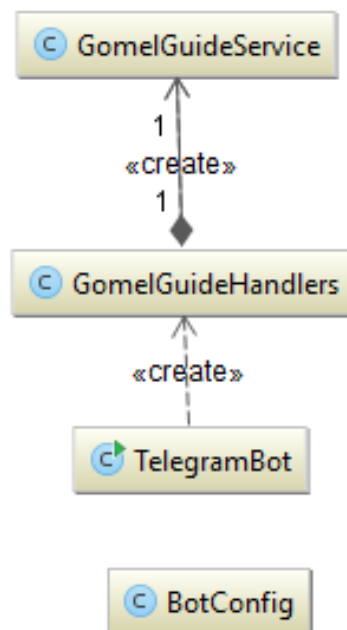 C GomelGuideService
1
«create»
1
C GomelGuideHandlers
«create»
C TelegramBot
C BotConfig